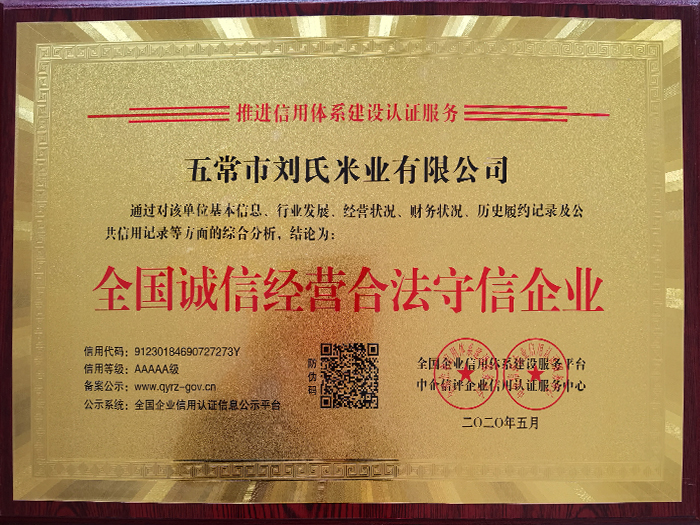 推进信用体系建设认证服务
五常市刘氏米业有限公司
通过对该单位基本信息、行业发展、经营状况、财务状况、历史履约记录及公
共信用记录等方面的综合分析,结论为:
全国诚信经营合法守信企业
信用代码:91230184690727273Y
信用等级:AAAAA级
备案公示:www.qyrz-gov.cn
公示系统:全国企业信用认证信息公示平台
防伪码
全国企业信用体系建设服务平台
中企信评企业信用认证服务中心
二〇二〇年五月